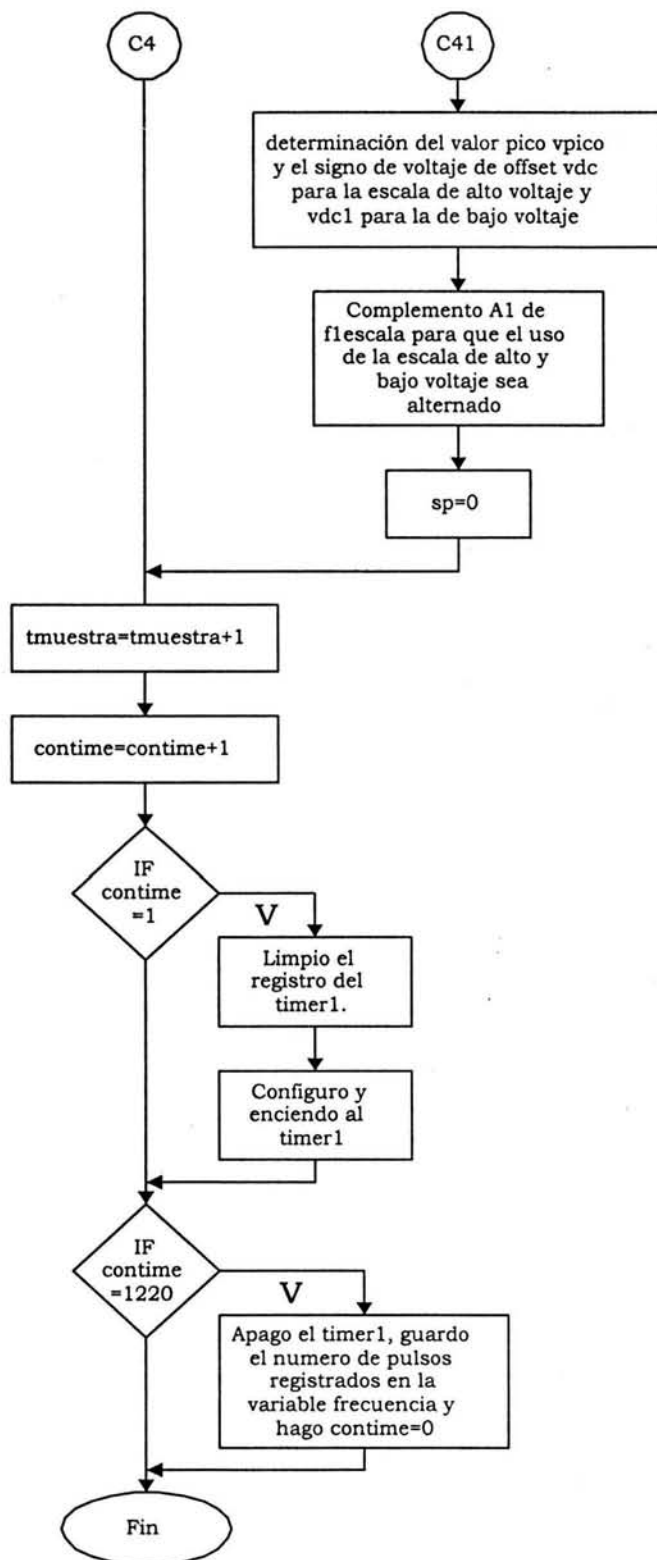 C4
C41
determinación del valor pico vpico
y el signo de voltaje de offset vdc
para la escala de alto voltaje y
vdc1 para la de bajo voltaje
Complemento A1 de
f1escala para que el uso
de la escala de alto y
bajo voltaje sea
alternado
sp=0
tmuestra=tmuestra+1
contime=contime+1
IF
contime
=1
V
Limpio el
registro del
timer1.
Configuro y
enciendo al
timer1
IF
contime
=1220
V
Apago el timer1, guardo
el numero de pulsos
registrados en la
variable frecuencia y
hago contime=0
Fin